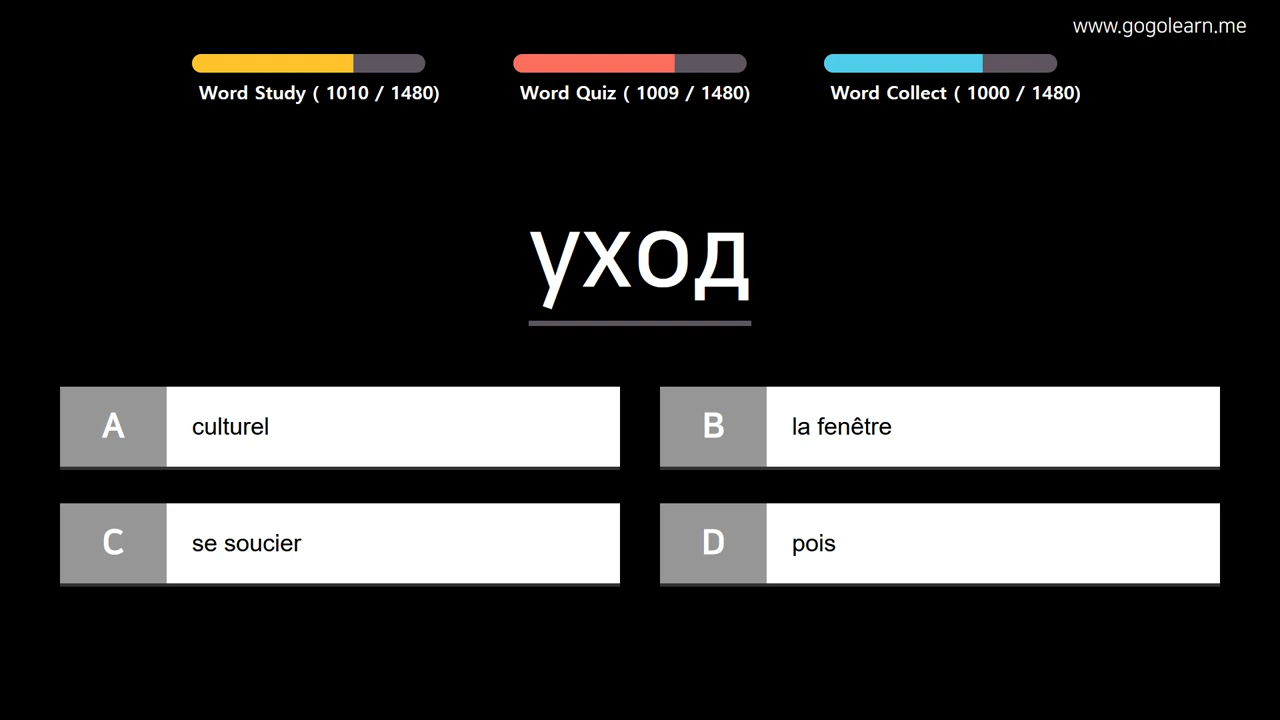 www.gogolearn.me
Word Study ( 1010 / 1480)
Word Quiz ( 1009 / 1480)
Word Collect ( 1000 / 1480)
уход
A culturel
B la fenêtre
C se soucier
D pois